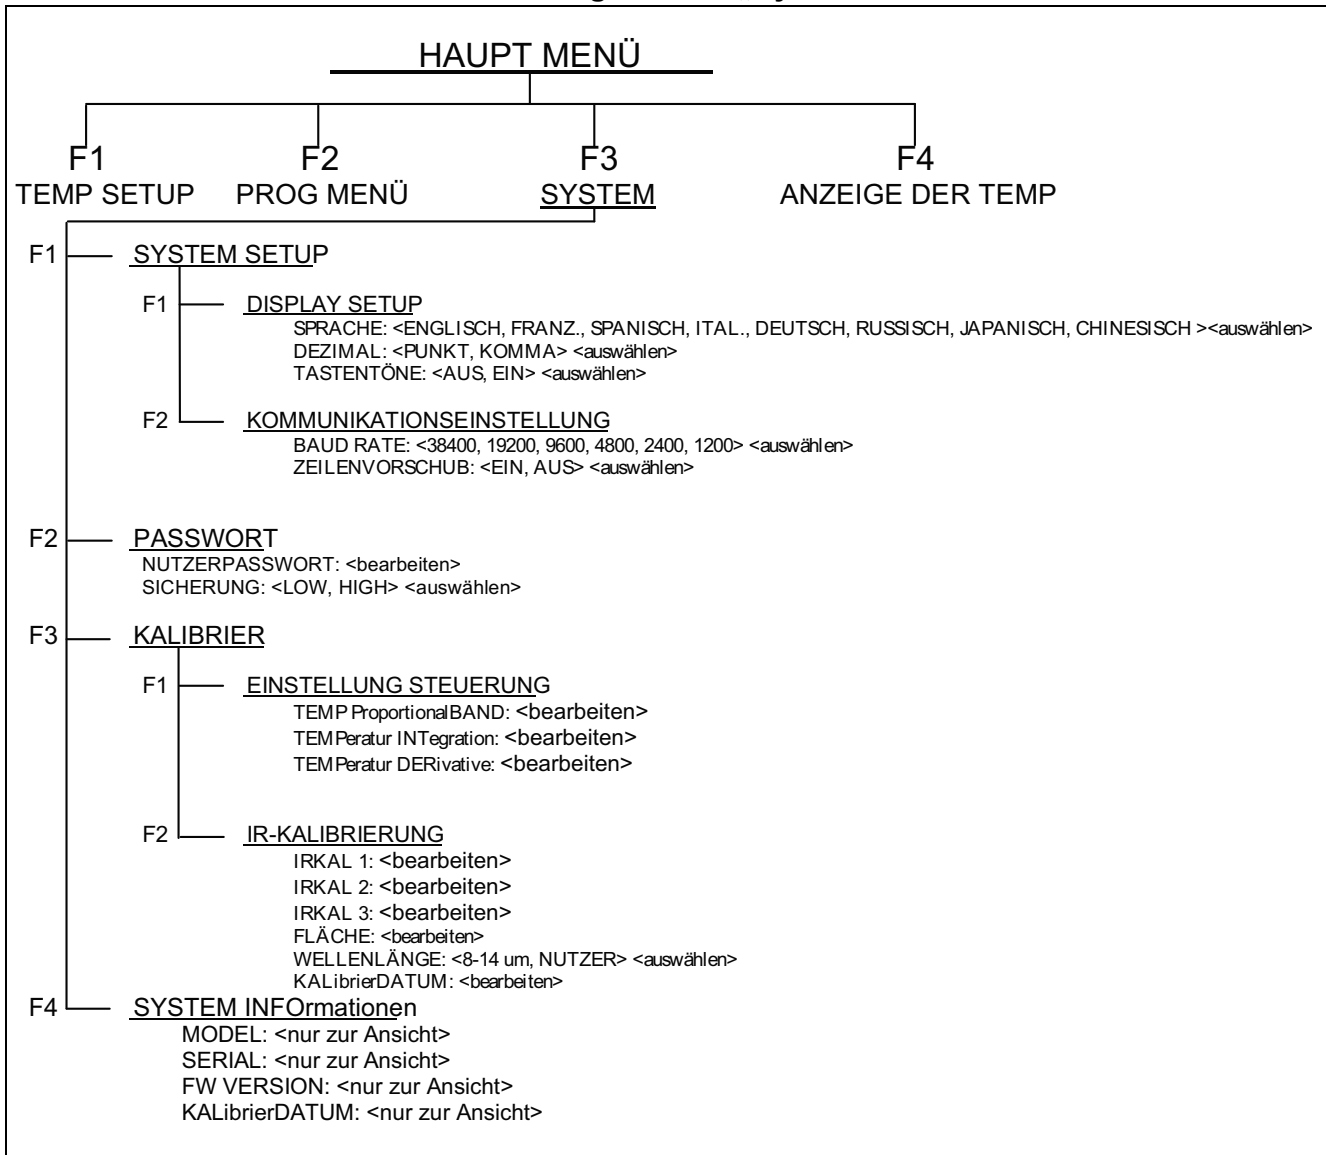 HAUPT MENÜ
F1 F2 F3 F4
TEMP SETUP PROG MENÜ SYSTEM ANZEIGE DER TEMP
F1 SYSTEM SETUP
F1 DISPLAY SETUP
SPRACHE: <ENGLISCH, FRANZ., SPANISCH, ITAL., DEUTSCH, RUSSISCH, JAPANISCH, CHINESISCH ><auswählen>
DEZIMAL: <PUNKT, KOMMA> <auswählen>
TASTENTÖNE: <AUS, EIN> <auswählen>
F2 KOMMUNIKATIONSEINSTELLUNG
BAUD RATE: <38400, 19200, 9600, 4800, 2400, 1200> <auswählen>
ZEILENVORSCHUB: <EIN, AUS> <auswählen>
F2 PASSWORT
NUTZERPASSWORT: <bearbeiten>
SICHERUNG: <LOW, HIGH> <auswählen>
F3 KALIBRIER
F1 EINSTELLUNG STEUERUNG
TEMP ProportionalBAND: <bearbeiten>
TEMPeratur INTegration: <bearbeiten>
TEMPeratur DERivative: <bearbeiten>
F2 IR-KALIBRIERUNG
IRKAL 1: <bearbeiten>
IRKAL 2: <bearbeiten>
IRKAL 3: <bearbeiten>
FLÄCHE: <bearbeiten>
WELLENLÄNGE: <8-14 um, NUTZER> <auswählen>
KALibrierDATUM: <bearbeiten>
F4 SYSTEM INFOrmationen
MODEL: <nur zur Ansicht>
SERIAL: <nur zur Ansicht>
FW VERSION: <nur zur Ansicht>
KALibrierDATUM: <nur zur Ansicht>